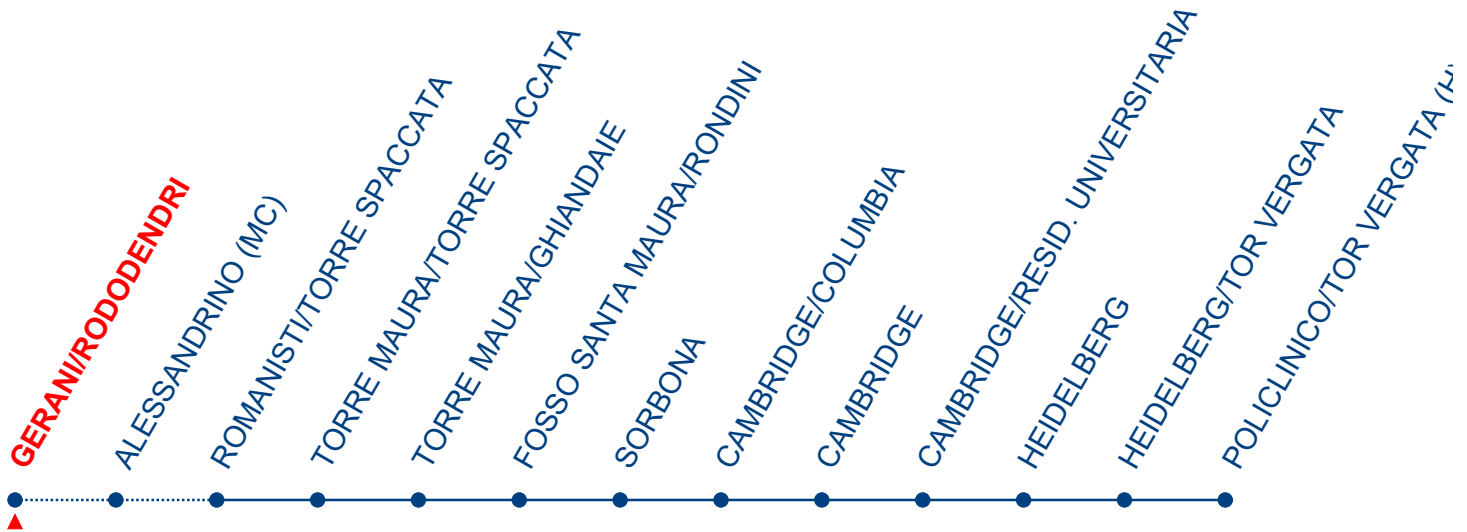 GERANI/RODODENDRI
ALESSANDRINO (MC)
ROMANISTI/TORRE SPACCATA
TORRE MAURA/TORRE SPACCATA
TORRE MAURA/GHIANDAIE
FOSSO SANTA MAURA/RONDINI
SORBONA
CAMBRIDGE/COLUMBIA
CAMBRIDGE
CAMBRIDGE/RESID. UNIVERSITARIA
HEIDELBERG
HEIDELBERG/TOR VERGATA
POLICLINICO/TOR VERGATA (H)